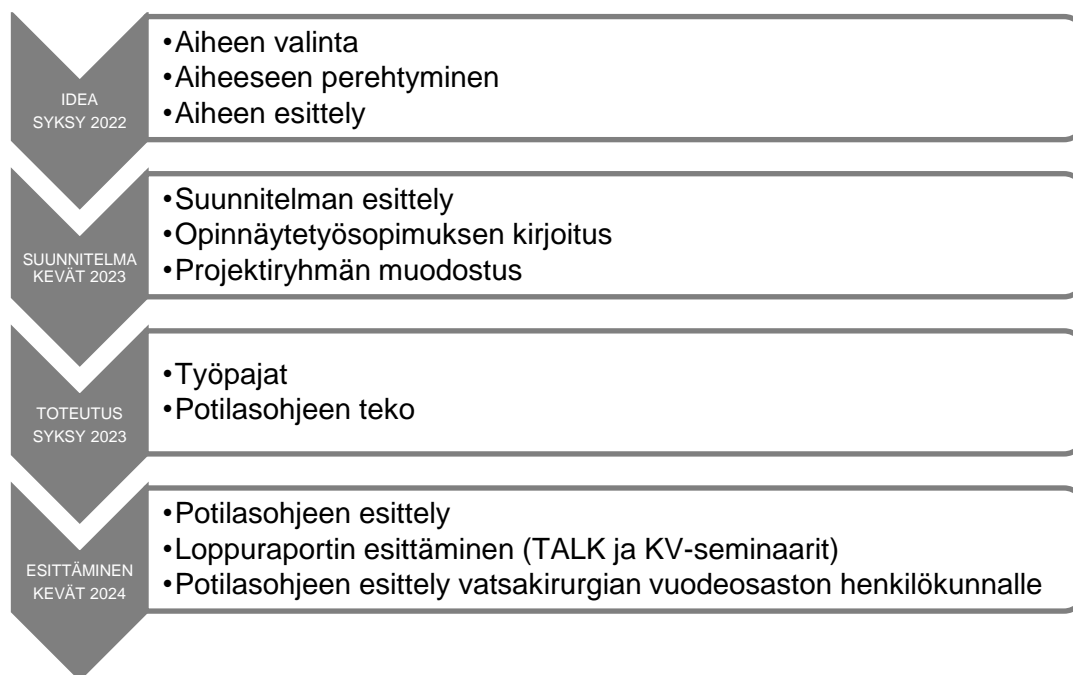 IDEA
SYKSY 2022
•Aiheen valinta
•Aiheeseen perehtyminen
•Aiheen esittely
SUUNNITELMA
KEVÄT 2023
•Suunnitelman esittely
•Opinnäytetyösopimuksen kirjoitus
•Projektiryhmän muodostus
TOTEUTUS
SYKSY 2023
•Työpajat
•Potilasohjeen teko
ESITTÄMINEN
KEVÄT 2024
•Potilasohjeen esittely
•Loppuraportin esittäminen (TALK ja KV-seminaarit)
•Potilasohjeen esittely vatsakirurgian vuodeosaston henkilökunnalle